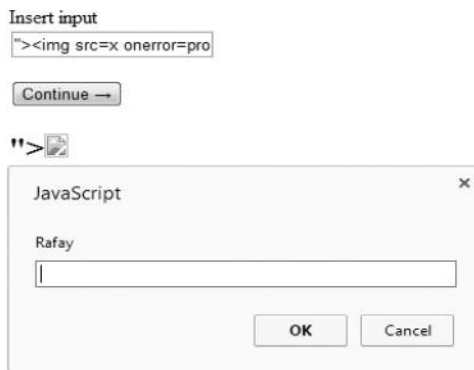 Insert input
"><img src=x onerror=pro
Continue →
">
JavaScript
×
Rafay
OK
Cancel